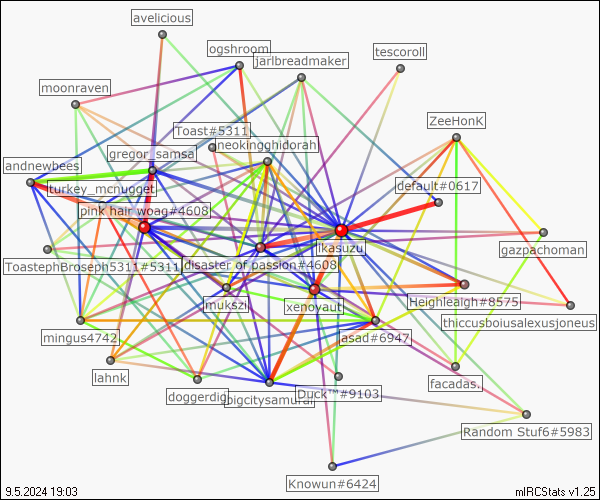 avelicious
ogshroom
jarlbreadmaker
tescoroll
moonraven
ZeeHonK
Toast#5311
neokingghidorah
gregor_samsa
andnewbees
turkey_mcnugget
default#0617
pink hair woag#4608
Ikasuzu
gazpachoman
ToastephBroseph5311#5311
disaster of passion#4608
mukszi
xenovaut
Heighleaigh#8575
thiccusboiusalexusjoneus
mingus4742
asad#6947
lahnk
facadas.
doggerdig
bigcitysamurai
Duck™#9103
Random Stuf6#5983
Knowun#6424
9.5.2024 19:03
mIRCStats v1.25